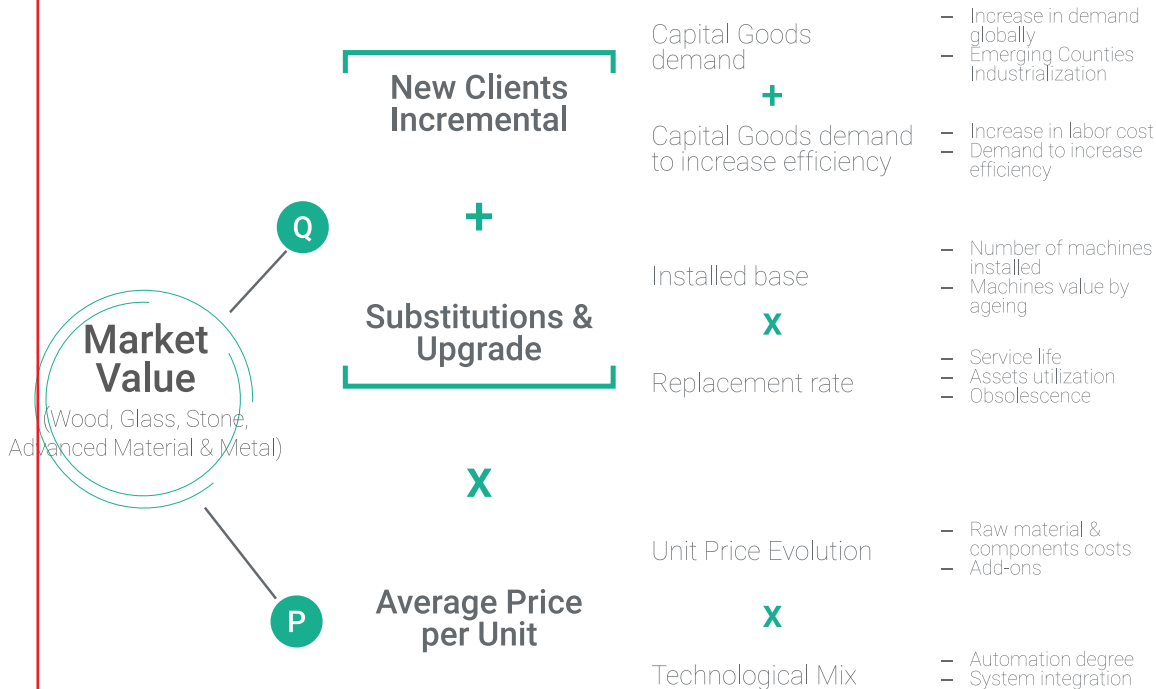 Market
Value
(Wood, Glass, Stone,
Advanced Material & Metal)
Q
P
New Clients
Incremental
+
Substitutions &
Upgrade
x
Average Price
per Unit
Capital Goods
demand
+
Capital Goods demand
to increase efficiency
Installed base
x
Replacement rate
Unit Price Evolution
x
Technological Mix
– Increase in demand
globally
– Emerging Counties
Industrialization
– Increase in labor cost
– Demand to increase
efficiency
– Number of machines
installed
– Machines value by
ageing
– Service life
– Assets utilization
– Obsolescence
– Raw material &
components costs
– Add-ons
– Automation degree
– System integration